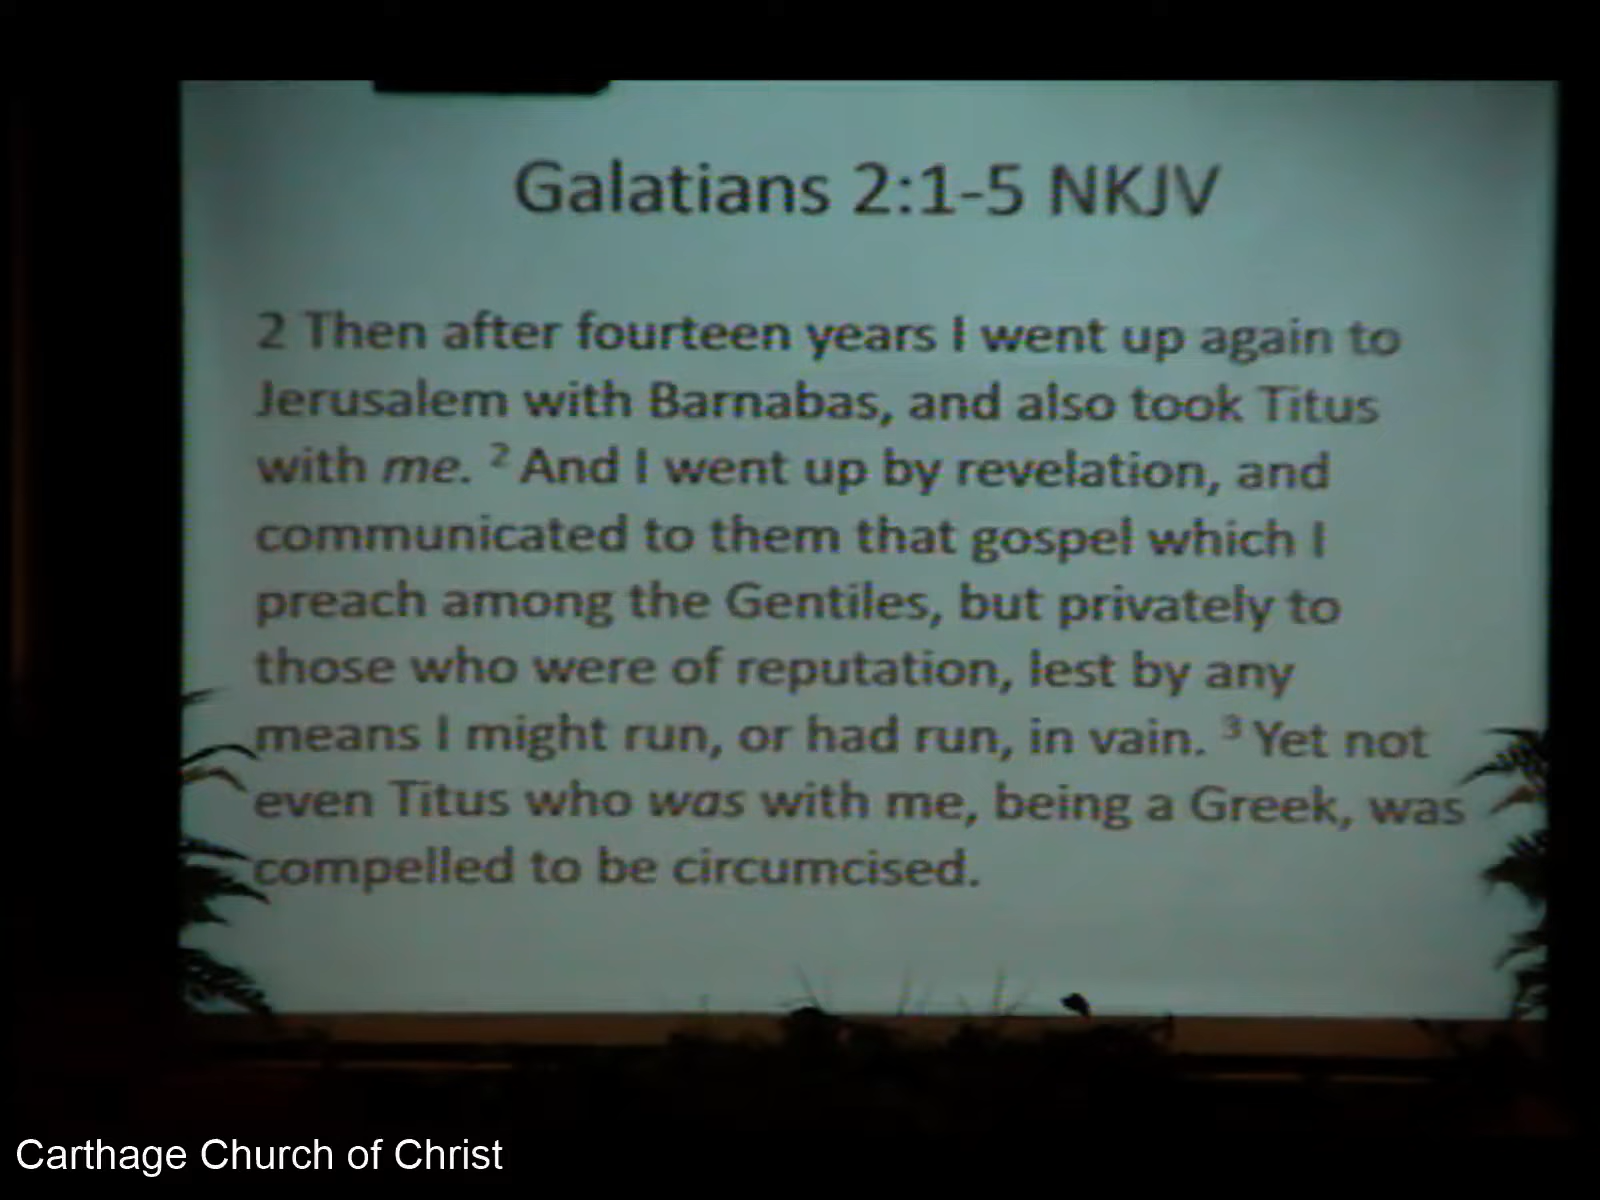 Galatians 2:1-5 NKJV
2 Then after fourteen years I went up again to
Jerusalem with Barnabas, and also took Titus
with me. 2 And I went up by revelation, and
communicated to them that gospel which I
preach among the Gentiles, but privately to
those who were of reputation, lest by any
means I might run, or had run, in vain. 3 Yet not
even Titus who was with me, being a Greek, was
compelled to be circumcised.
Carthage Church of Christ